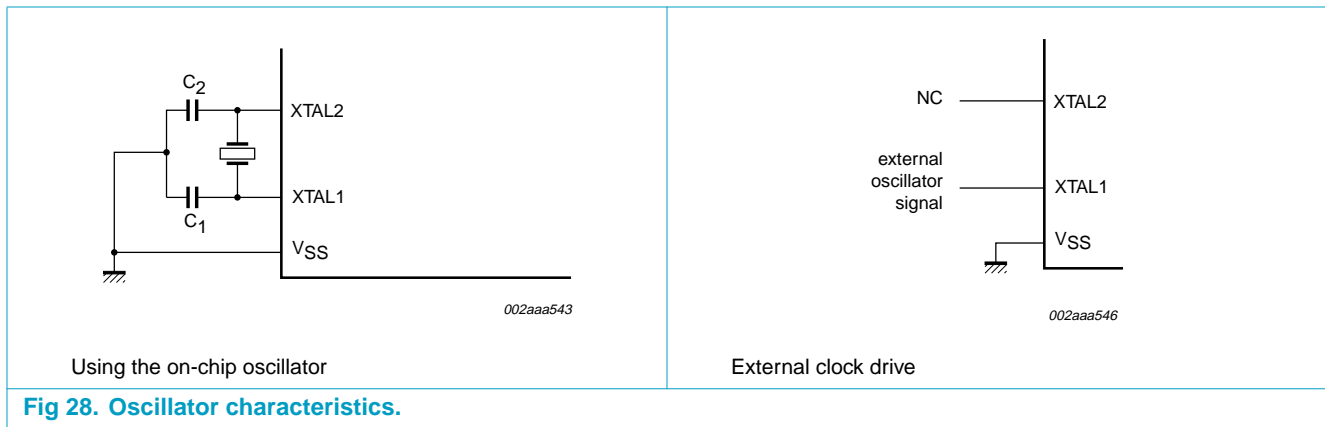 C2
XTAL2
XTAL1
C1
VSS
002aaa543
Using the on-chip oscillator
NC
XTAL2
external
oscillator
signal
XTAL1
VSS
002aaa546
External clock drive
Fig 28. Oscillator characteristics.